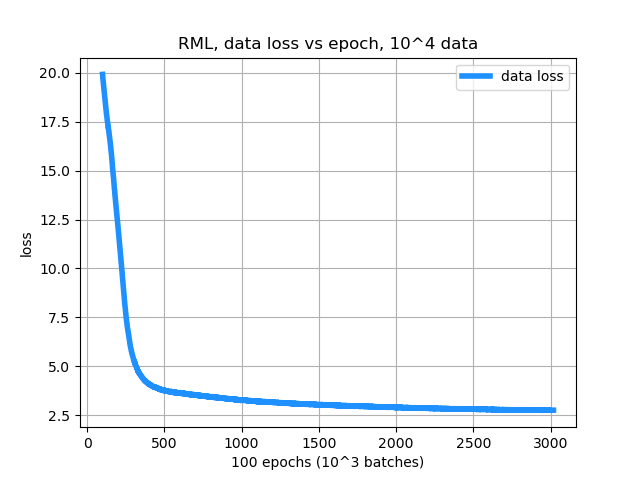 RML, data loss vs epoch, 10^4 data
data loss
20.0
17.5
15.0
12.5
10.0
7.5
5.0
2.5
loss
0 500 1000 1500 2000 2500 3000
100 epochs (10^3 batches)